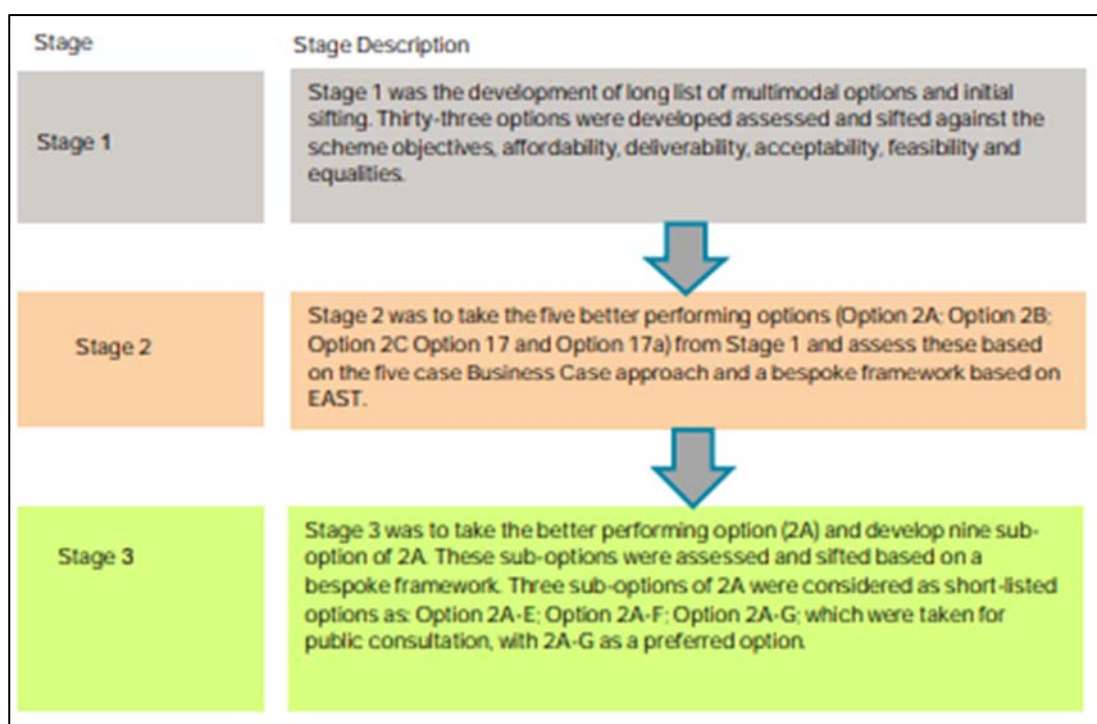 Stage
Stage Description
Stage 1
Stage 1 was the development of long list of multimodal options and initial
sifting. Thirty-three options were developed assessed and sifted against the
scheme objectives, affordability, deliverability, acceptability, feasibility and
equalities.
Stage 2
Stage 2 was to take the five better performing options (Option 2A; Option 2B;
Option 2C Option 17 and Option 17a) from Stage 1 and assess these based
on the five case Business Case approach and a bespoke framework based on
EAST.
Stage 3
Stage 3 was to take the better performing option (2A) and develop nine sub-
option of 2A. These sub-options were assessed and sifted based on a
bespoke framework. Three sub-options of 2A were considered as short-listed
options as: Option 2A-E; Option 2A-F; Option 2A-G; which were taken for
public consultation, with 2A-G as a preferred option.